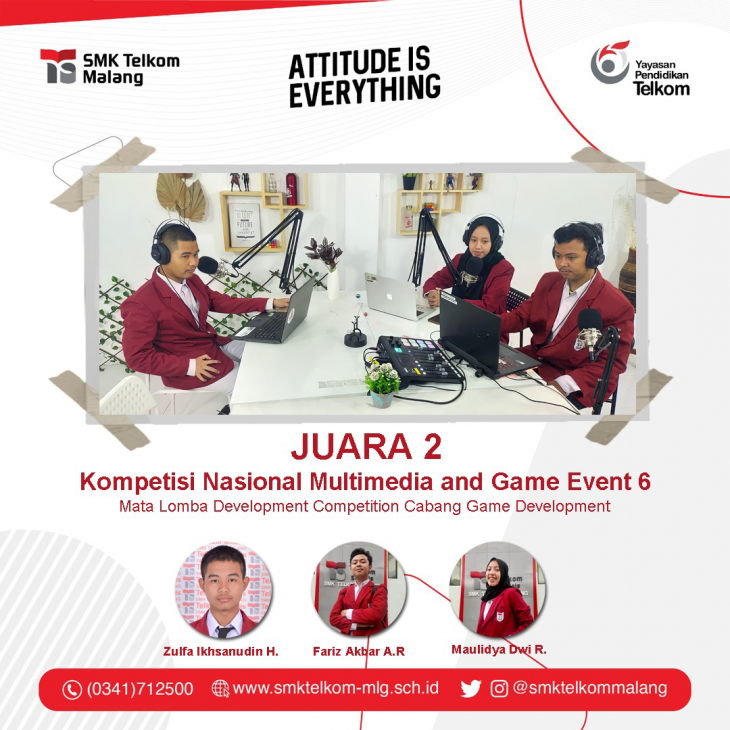 SMK Telkom
Malang
ATTITUDE IS
EVERYTHING
Yayasan
Pendidikan
Telkom
JUARA 2
Kompetisi Nasional Multimedia and Game Event 6
Mata Lomba Development Competition Cabang Game Development
Zulfa Ikhsanudin H.
Fariz Akbar A.R
Maulidya Dwi R.
(0341)712500
www.smktelkom-mlg.sch.id
@smktelkommalang